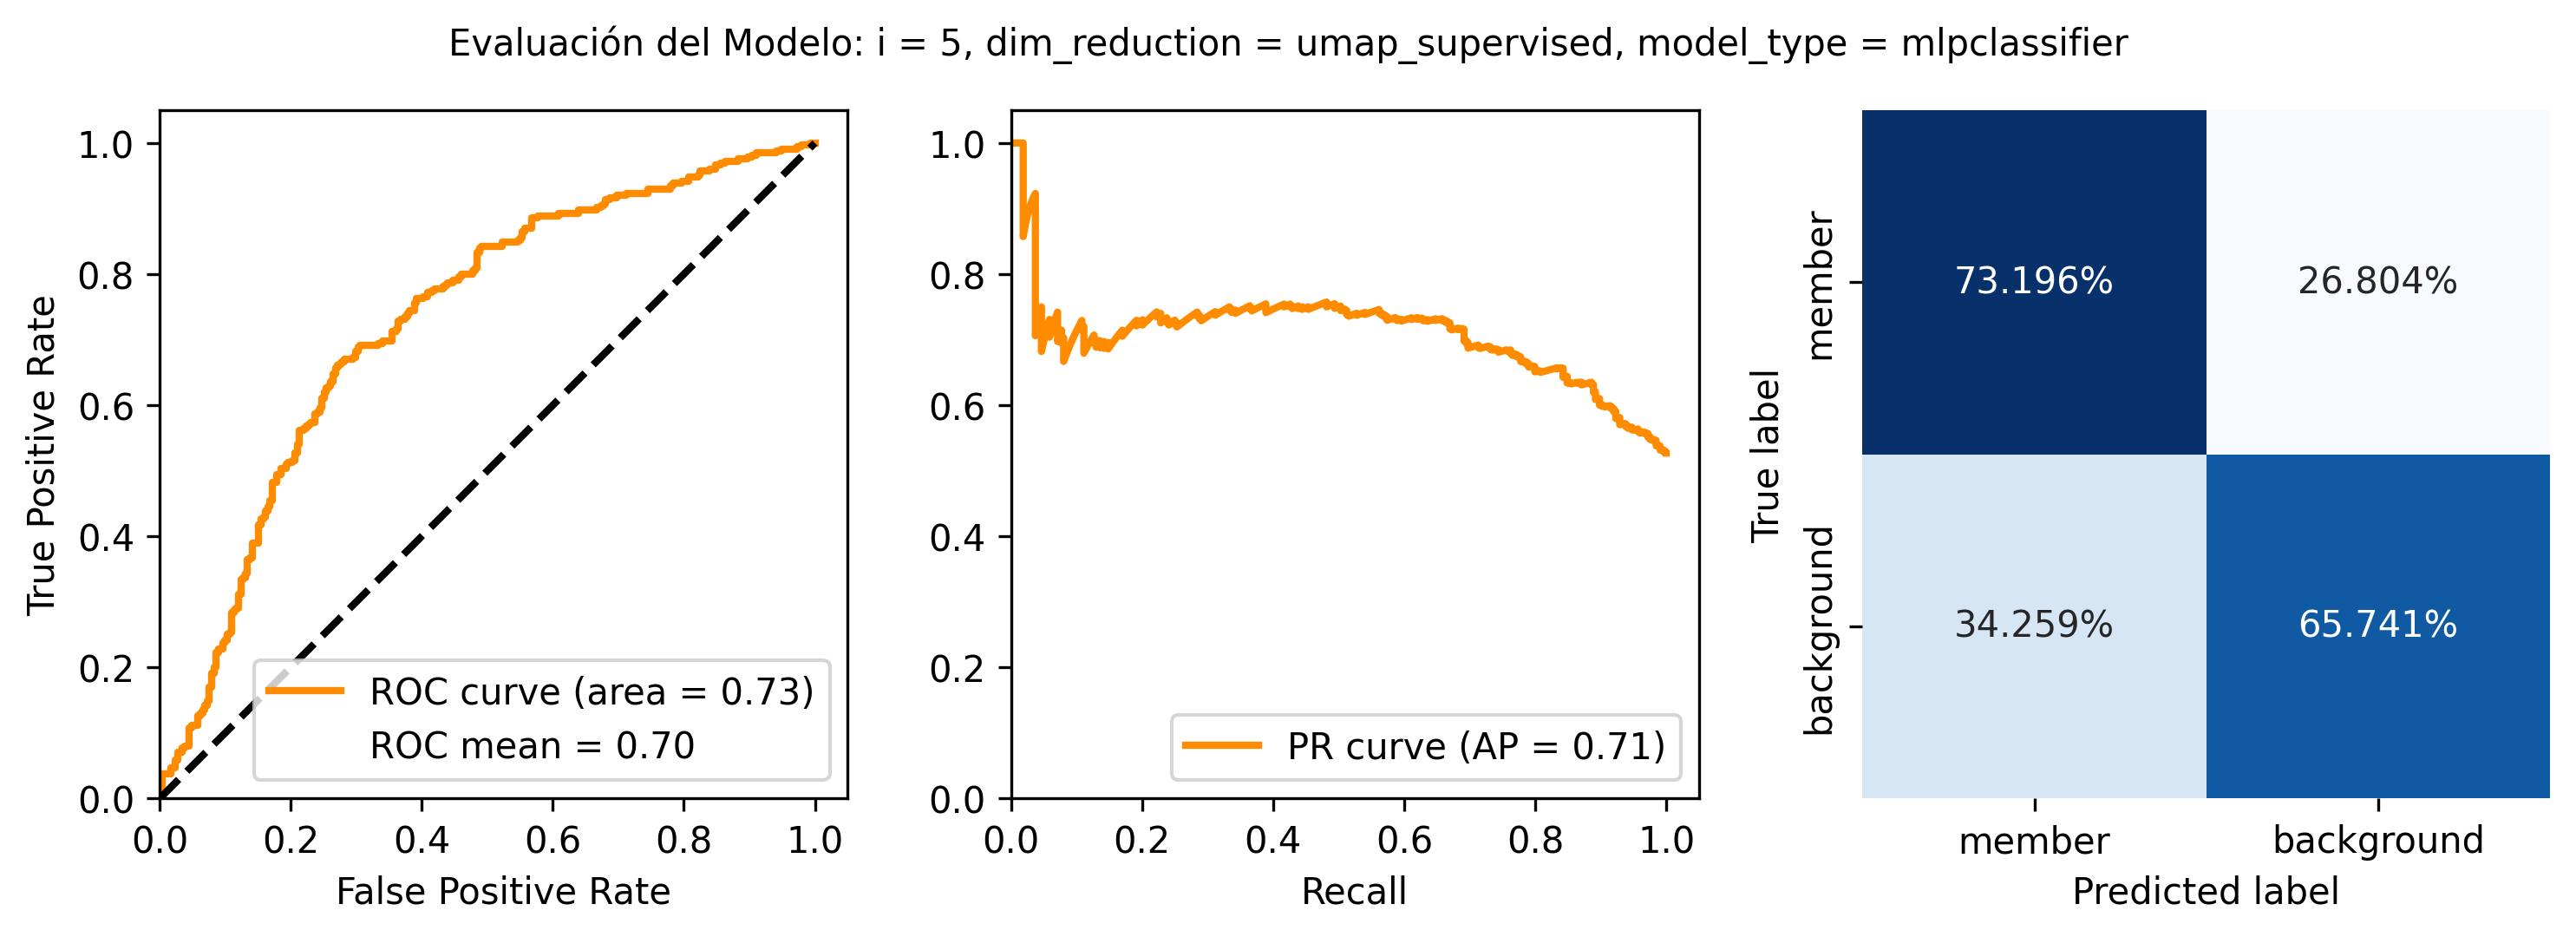 Evaluación del Modelo: i = 5, dim_reduction = umap_supervised, model_type = mlpclassifier
True Positive Rate
1.0
0.8
0.6
0.4
0.2
0.0
0.0 0.2 0.4 0.6 0.8 1.0
False Positive Rate
ROC curve (area = 0.73)
ROC mean = 0.70
1.0
0.8
0.6
0.4
0.2
0.0
0.0 0.2 0.4 0.6 0.8 1.0
Recall
PR curve (AP = 0.71)
True label
member
background
73.196% 26.804%
34.259% 65.741%
member background
Predicted label